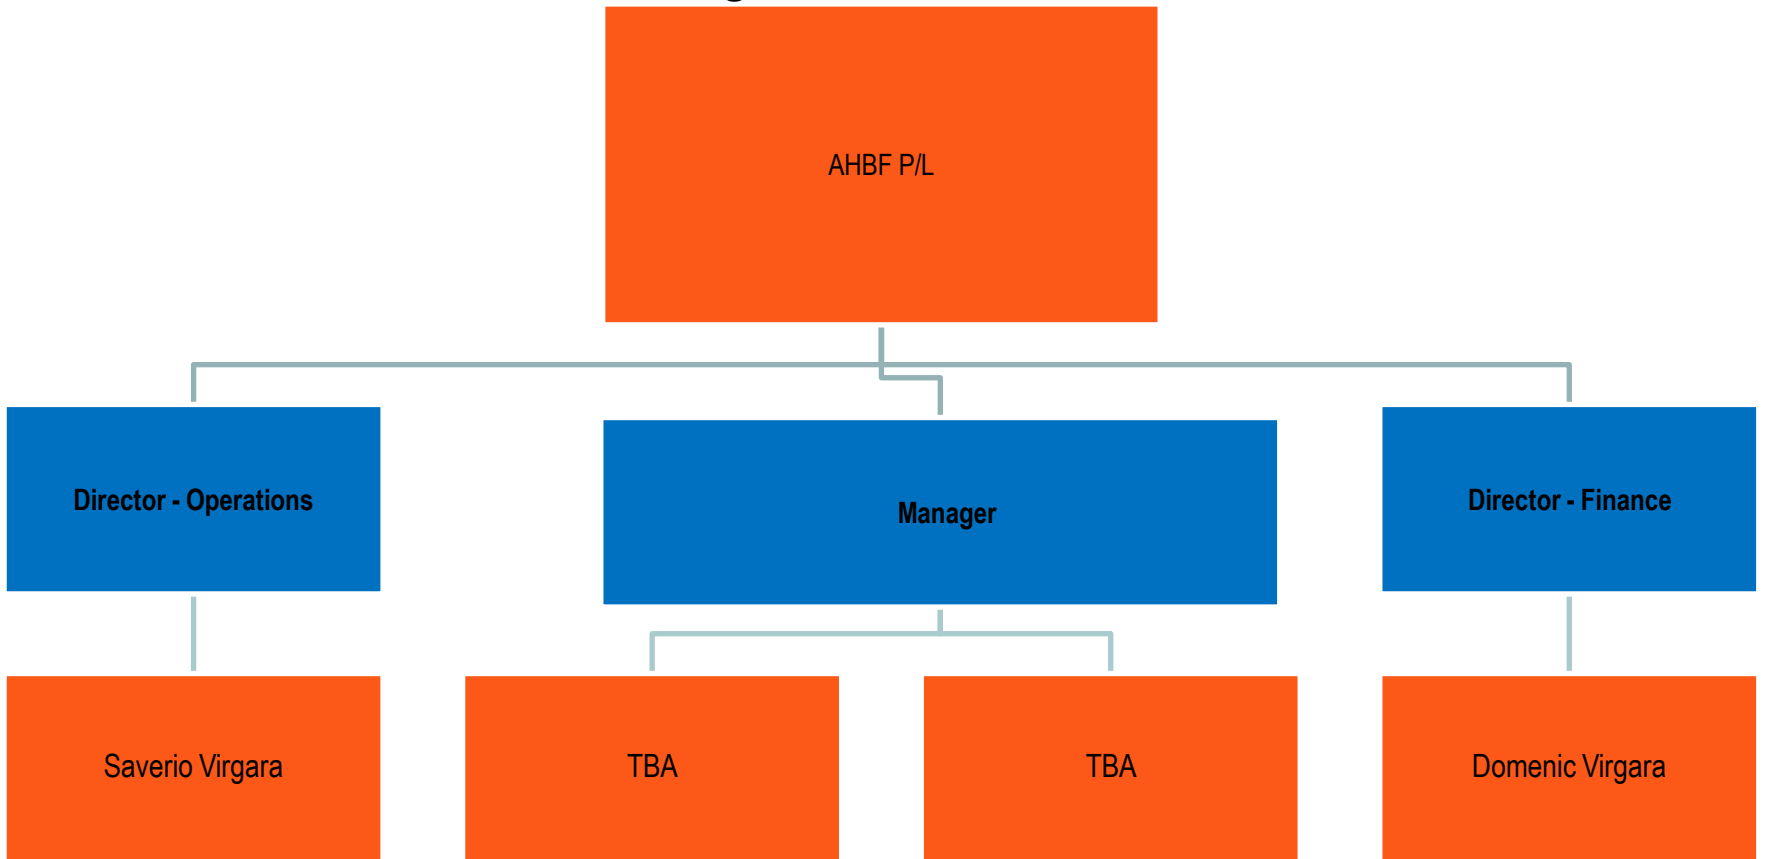 AHBF P/L
Director - Operations
Manager
Director - Finance
Saverio Virgara
TBA
TBA
Domenic Virgara